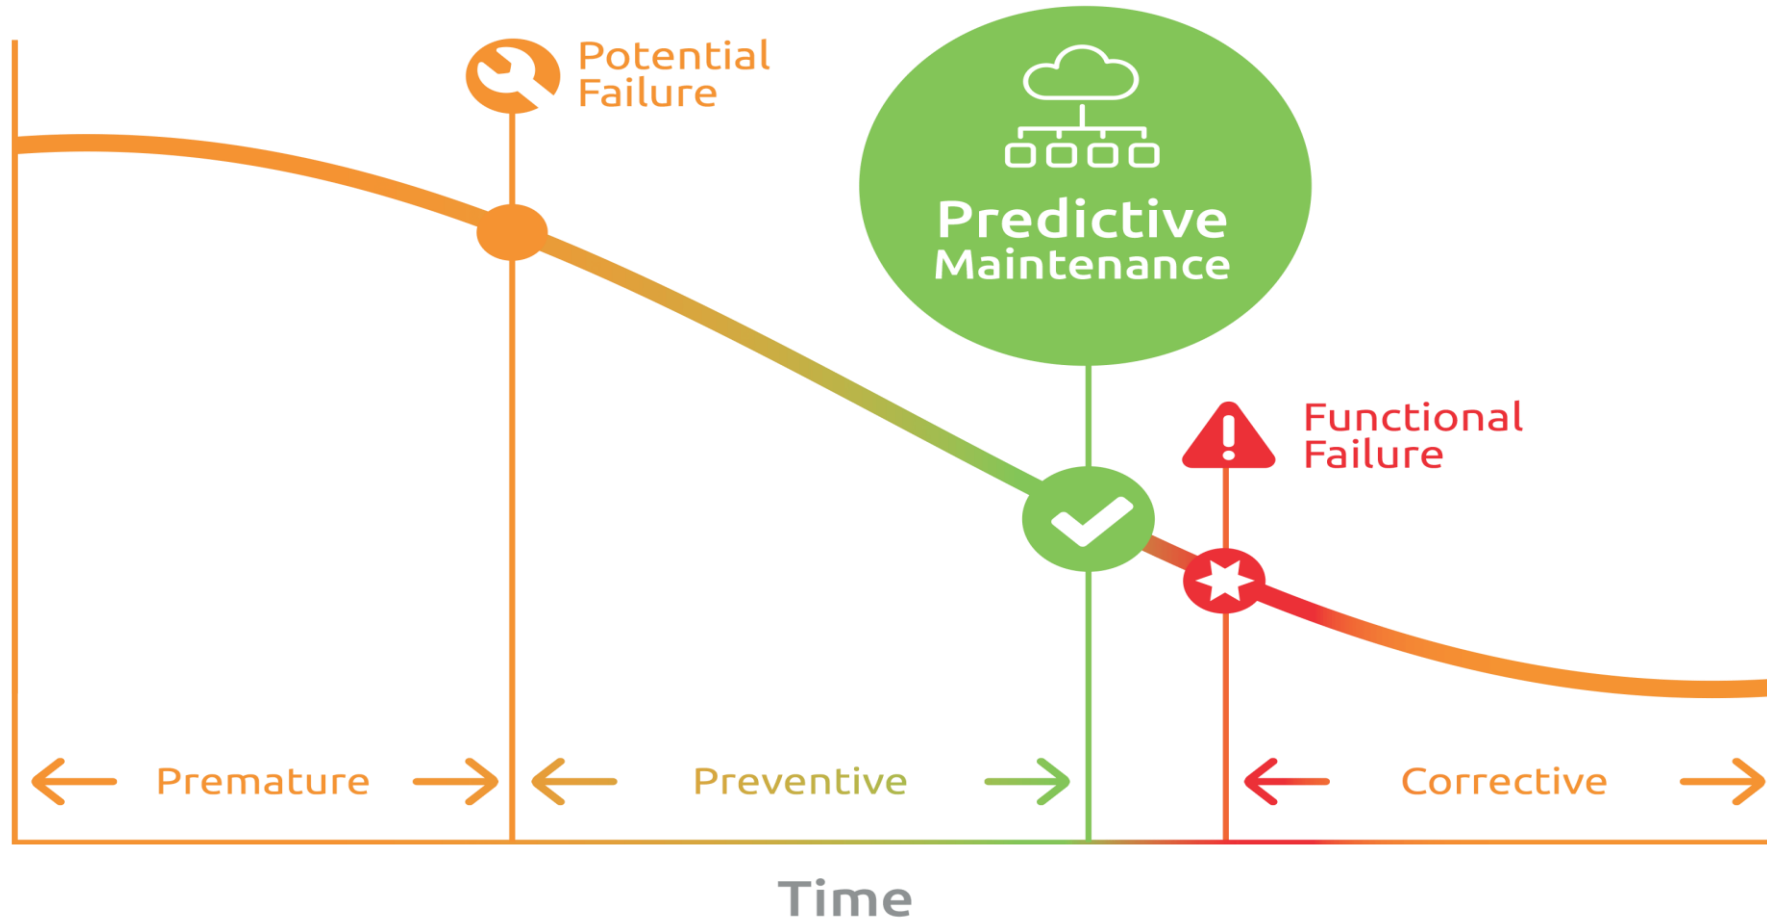 Potential
Failure
Predictive
Maintenance
Functional
Failure
Premature
Preventive
Corrective
Time